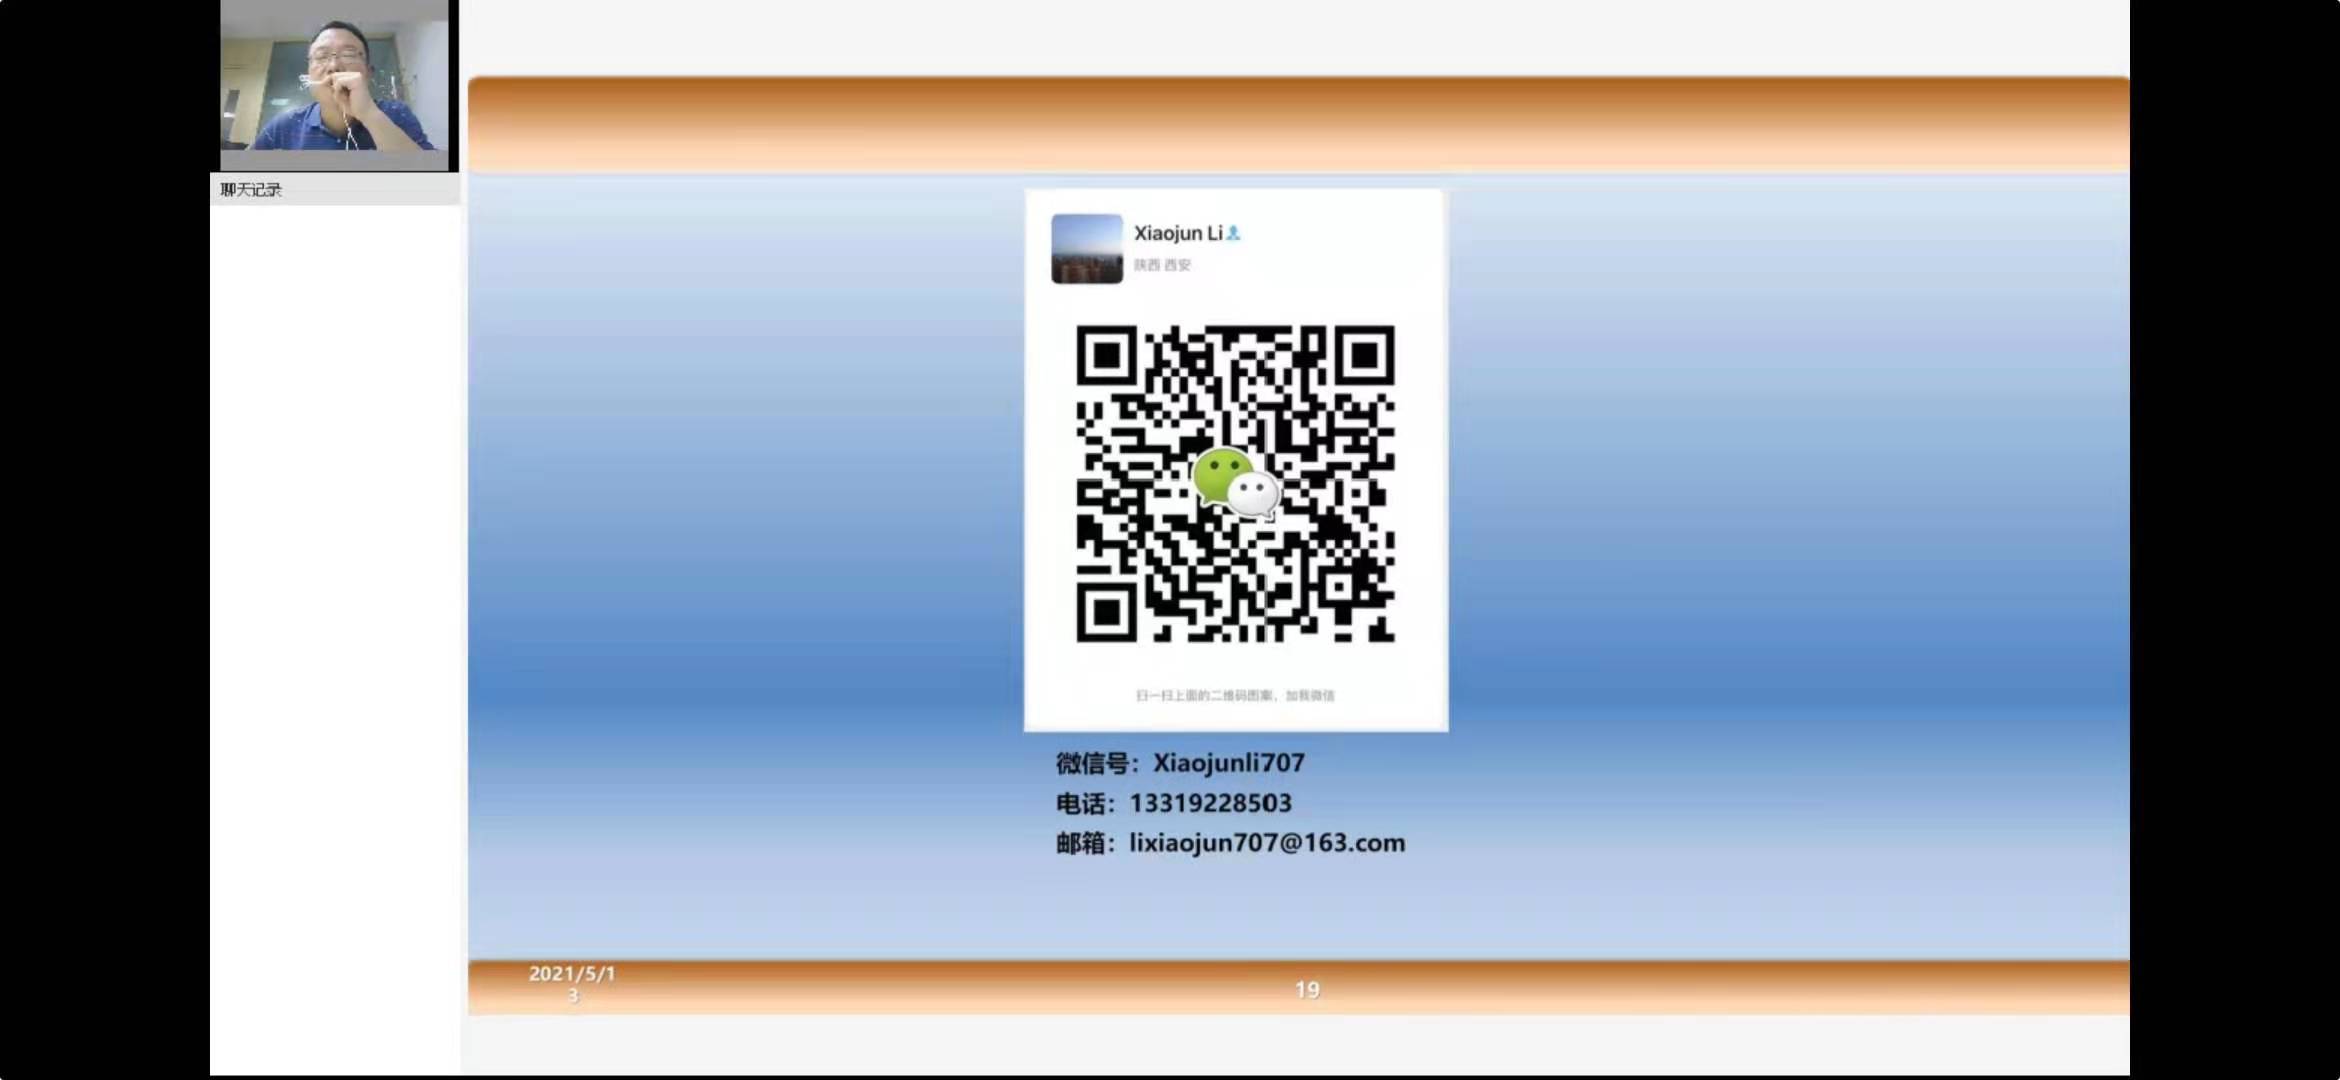 聊天记录
Xiaojun Li
陕西 西安
扫一扫上面的二维码图案，加我微信
微信号：Xiaojunli707
电话：13319228503
邮箱：lixiaojun707@163.com
2021/5/1
3
19